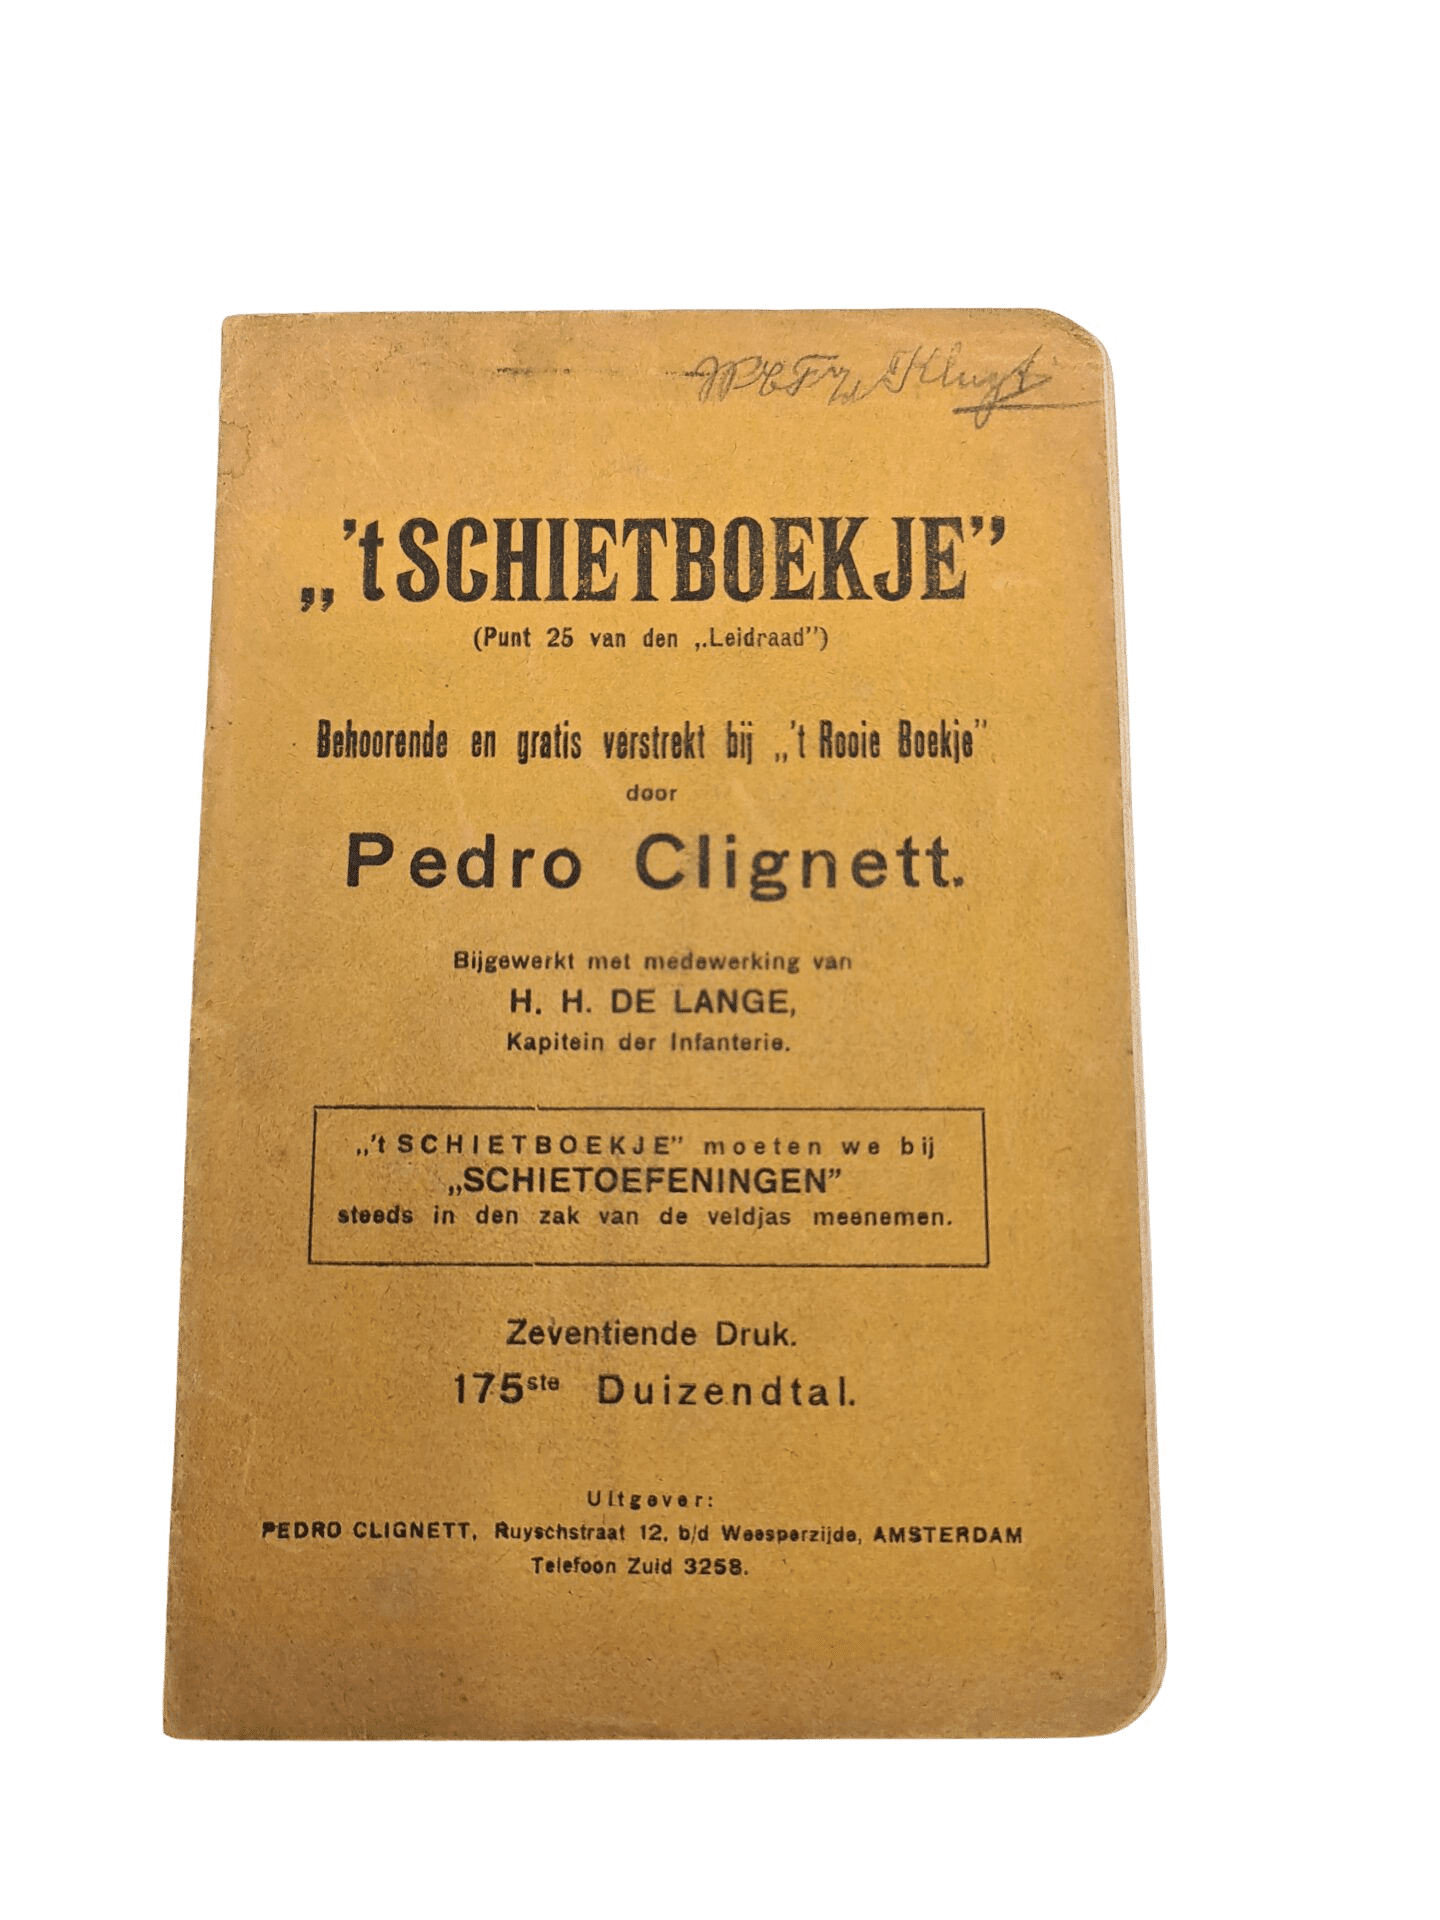 Kluyt
„'t SCHIETBOEKJE”
(Punt 25 van den „Leidraad”)
Behoorende en gratis verstrekt bij „'t Rooie Boekje”
door
Pedro Clignett.
Bijgewerkt met medewerking van
H. H. DE LANGE,
Kapitein der Infanterie.
„'t SCHIETBOEKJE” moeten we bij
„SCHIETOEFENINGEN”
steeds in den zak van de veldjas meenemen.
Zeventiende Druk.
175ste Duizendtal.
Uitgever:
PEDRO CLIGNETT, Ruyschstraat 12, b/d Weesperzijde, AMSTERDAM
Telefoon Zuid 3258.